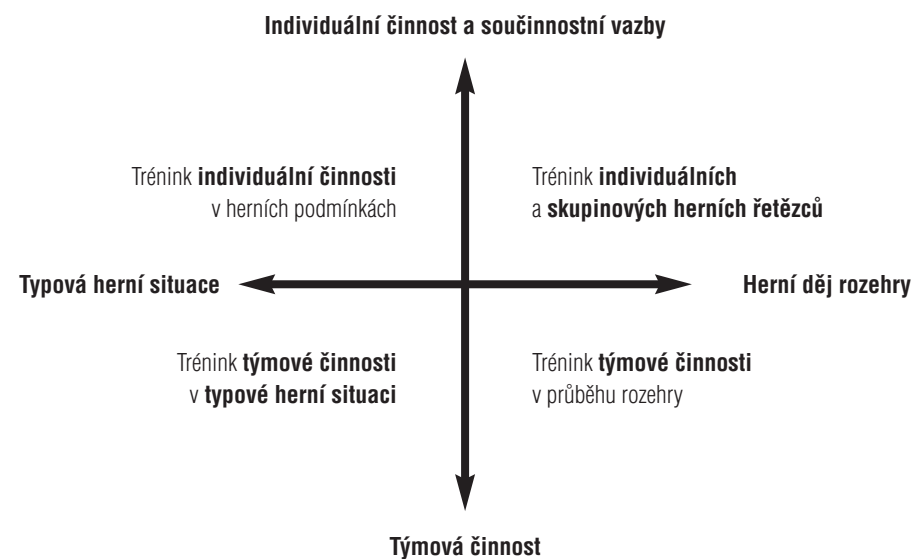 Individuální činnost a součinnostní vazby
Trénink individuální činnosti
v herních podmínkách
Trénink individuálních
a skupinových herních řetězců
Typová herní situace
Herní děj rozehry
Trénink týmové činnosti
v typové herní situaci
Trénink týmové činnosti
v průběhu rozehry
Týmová činnost